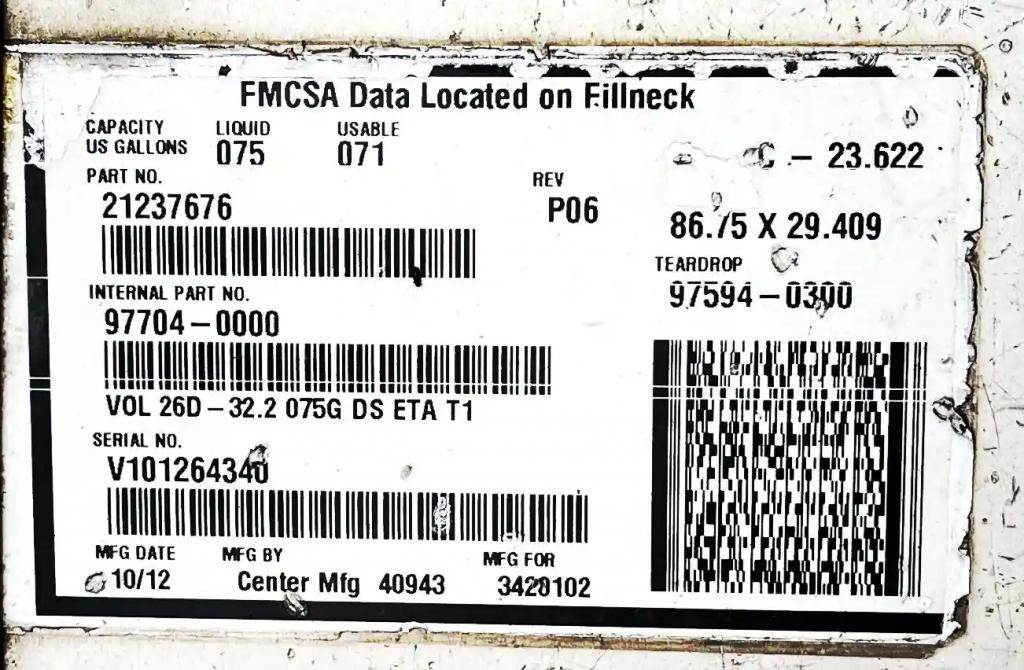 FMCSA Data Located on Fillneck
CAPACITY
US GALLONS
LIQUID
075
USABLE
071
C – 23.622
PART NO.
21237676
REV
P06
86.75 X 29.409
TEARDROP
97594–0300
INTERNAL PART NO.
97704–0000
VOL 26D–32.2 075G DS ETA T1
SERIAL NO.
V101264340
MFG DATE
10/12
MFG BY
Center Mfg 40943
MFG FOR
3428102